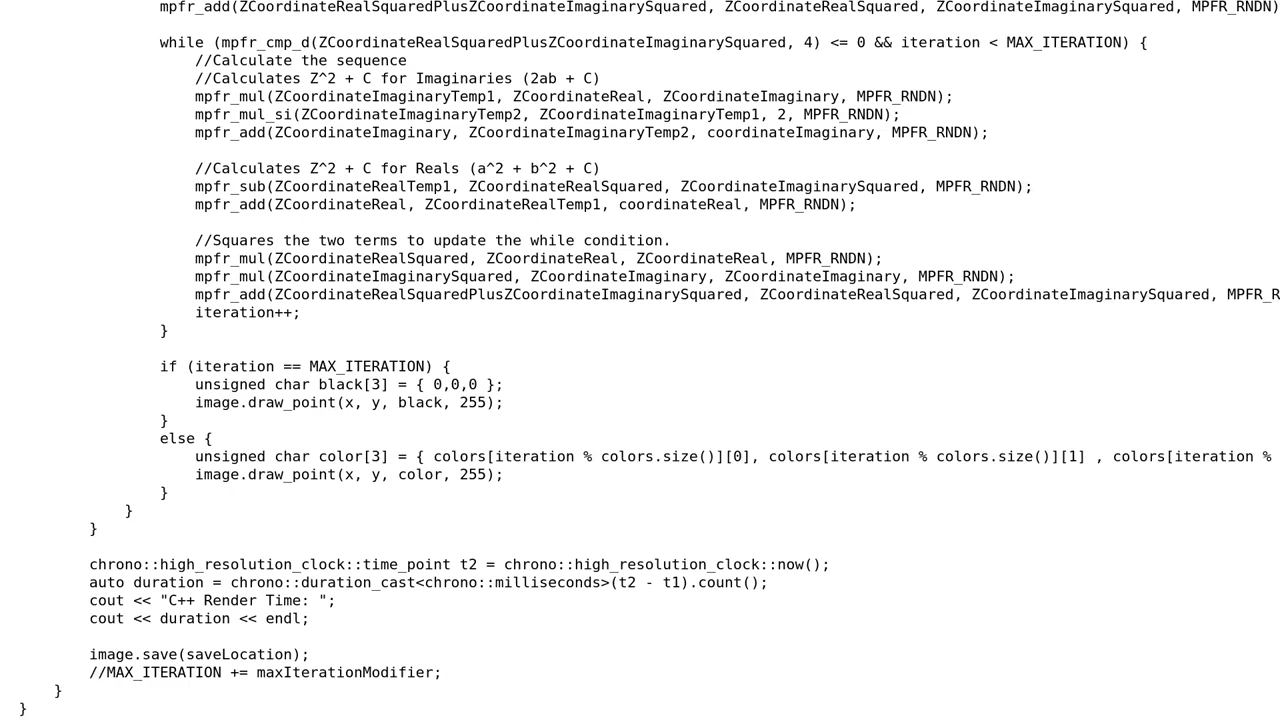 mpfr_add(ZCoordinateRealSquaredPlusZCoordinateImaginarySquared, ZCoordinateRealSquared, ZCoordinateImaginarySquared, MPFR_RNDN)
while (mpfr_cmp_d(ZCoordinateRealSquaredPlusZCoordinateImaginarySquared, 4) <= 0 && iteration < MAX_ITERATION) {
//Calculate the sequence
//Calculates Z^2 + C for Imaginaries (2ab + C)
mpfr_mul(ZCoordinateImaginaryTemp1, ZCoordinateReal, ZCoordinateImaginary, MPFR_RNDN);
mpfr_mul_si(ZCoordinateImaginaryTemp2, ZCoordinateImaginaryTemp1, 2, MPFR_RNDN);
mpfr_add(ZCoordinateImaginary, ZCoordinateImaginaryTemp2, coordinateImaginary, MPFR_RNDN);
//Calculates Z^2 + C for Reals (a^2 + b^2 + C)
mpfr_sub(ZCoordinateRealTemp1, ZCoordinateRealSquared, ZCoordinateImaginarySquared, MPFR_RNDN);
mpfr_add(ZCoordinateReal, ZCoordinateRealTemp1, coordinateReal, MPFR_RNDN);
//Squares the two terms to update the while condition.
mpfr_mul(ZCoordinateRealSquared, ZCoordinateReal, ZCoordinateReal, MPFR_RNDN);
mpfr_mul(ZCoordinateImaginarySquared, ZCoordinateImaginary, ZCoordinateImaginary, MPFR_RNDN);
mpfr_add(ZCoordinateRealSquaredPlusZCoordinateImaginarySquared, ZCoordinateRealSquared, ZCoordinateImaginarySquared, MPFR_R
iteration++;
}
if (iteration == MAX_ITERATION) {
unsigned char black[3] = { 0,0,0 };
image.draw_point(x, y, black, 255);
}
else {
unsigned char color[3] = { colors[iteration % colors.size()][0], colors[iteration % colors.size()][1] , colors[iteration %
image.draw_point(x, y, color, 255);
}
}
}
chrono::high_resolution_clock::time_point t2 = chrono::high_resolution_clock::now();
auto duration = chrono::duration_cast<chrono::milliseconds>(t2 - t1).count();
cout << "C++ Render Time: ";
cout << duration << endl;
image.save(saveLocation);
//MAX_ITERATION += maxIterationModifier;
}
}